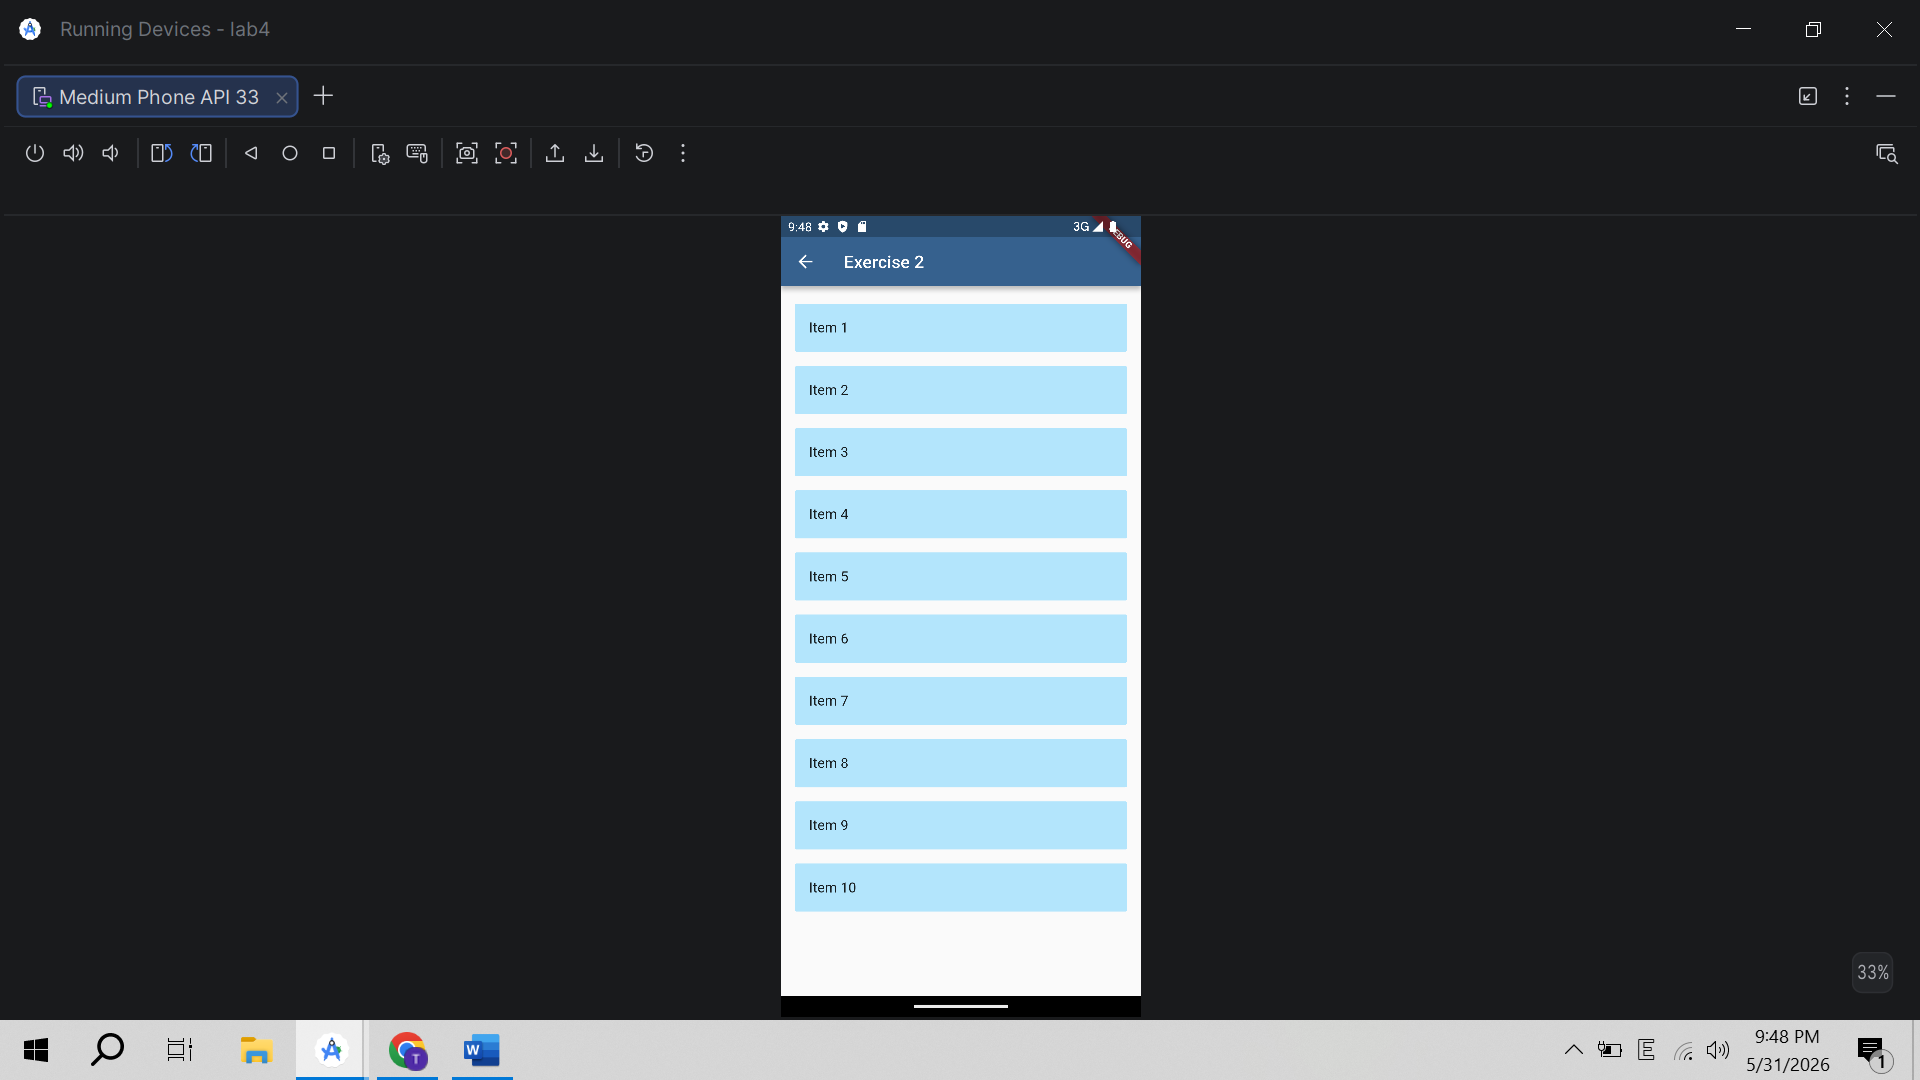 Running Devices - lab4
Medium Phone API 33
9:48 3G
Exercise 2
Item 1
Item 2
Item 3
Item 4
Item 5
Item 6
Item 7
Item 8
Item 9
Item 10
33%
T
W
E
9:48 PM
5/31/2026
1